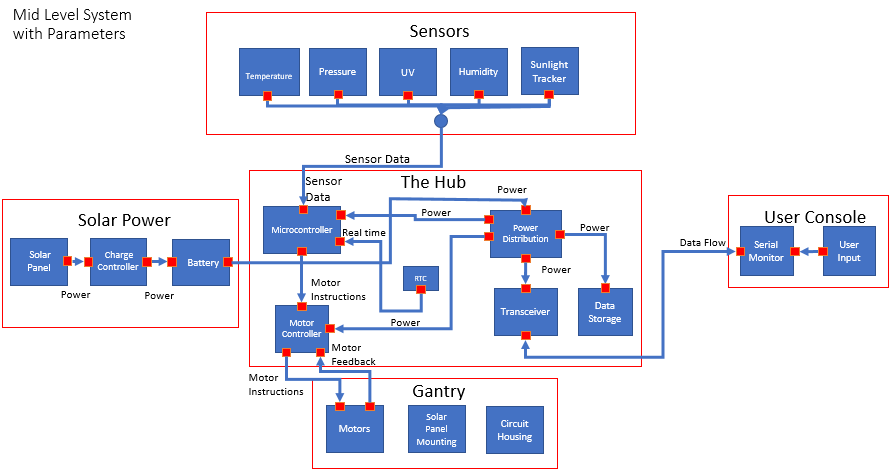 Mid Level System
with Parameters
Sensors
Temperature
Pressure
UV
Humidity
Sunlight
Tracker
Sensor Data
The Hub
Sensor
Data
Microcontroller
Real time
Power
Power
Power
Distribution
Power
Power
RTC
Motor
Instructions
Motor
Controller
Power
Transceiver
Data
Storage
Motor
Feedback
Solar Power
Solar
Panel
Charge
Controller
Battery
Power
Power
User Console
Data Flow
Serial
Monitor
User
Input
Motor
Instructions
Gantry
Motors
Solar
Panel
Mounting
Circuit
Housing